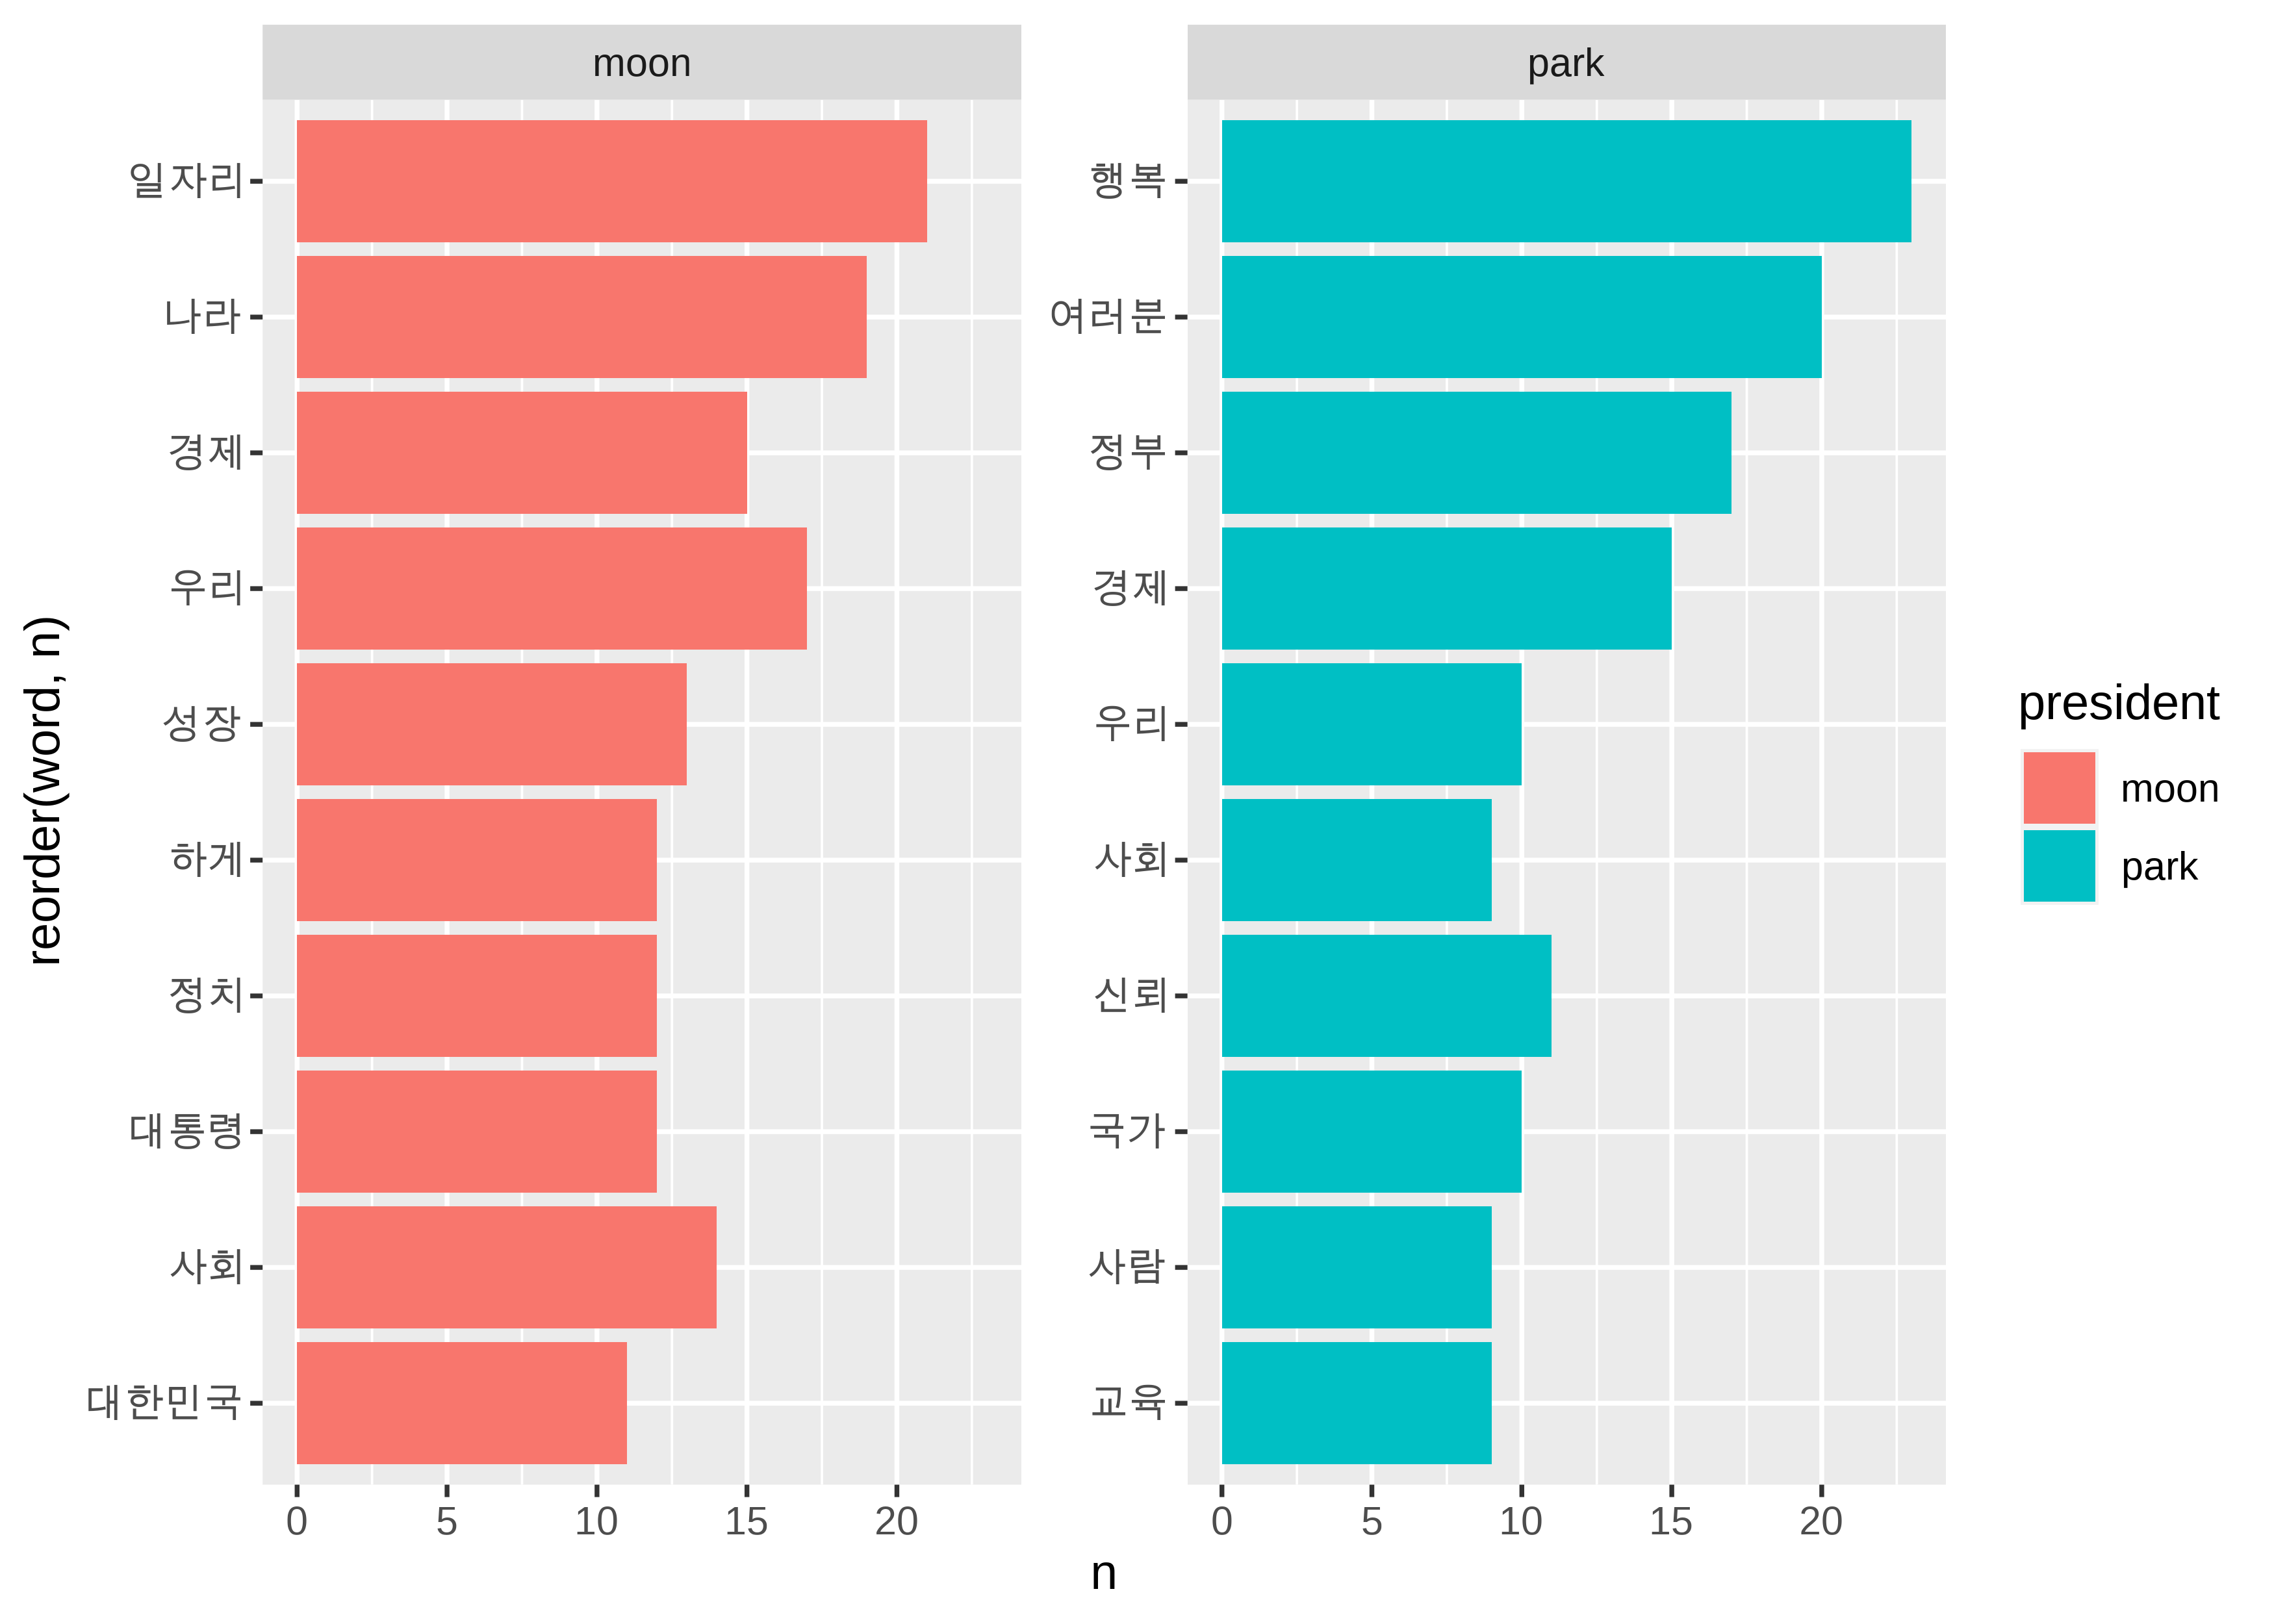 moon
park
일자리
나라
경제
우리
성장
하게
정치
대통령
사회
대한민국
행복
여러분
정부
경제
우리
사회
신뢰
국가
사람
교육
0 5 10 15 20
0 5 10 15 20
n
reorder(word, n)
president
moon
park